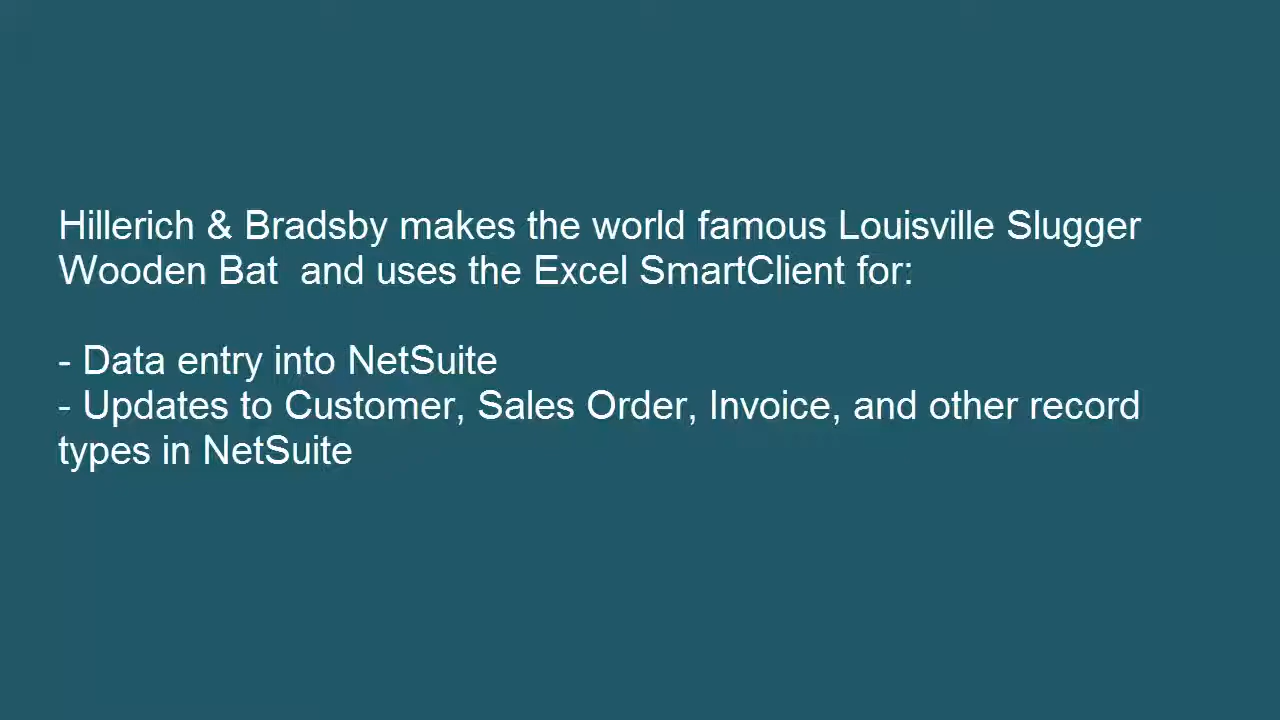 Hillerich & Bradsby makes the world famous Louisville Slugger
Wooden Bat  and uses the Excel SmartClient for:
- Data entry into NetSuite
- Updates to Customer, Sales Order, Invoice, and other record
types in NetSuite